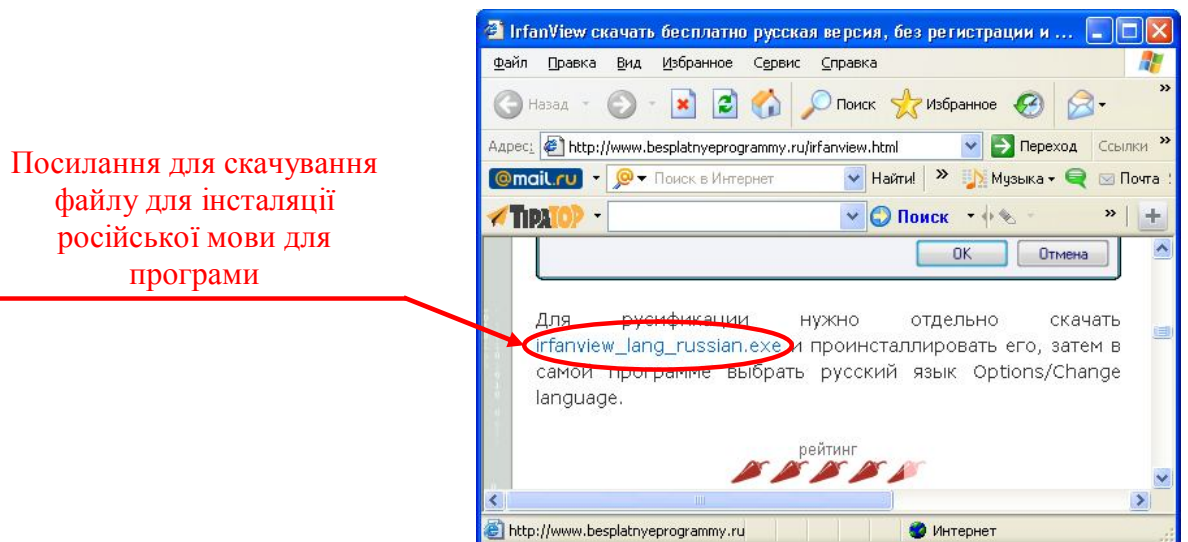 Посилання для скачування
файлу для інсталяції
російської мови для
програми
IrfanView скачать бесплатно русская версия, без регистрации и ...
Файл Правка Вид Избранное Сервис Справка
Назад Поиск Избранное »
Адрес: http://www.besplatnyeprogrammy.ru/irfanview.html Переход Ссылки »
@mail.ru Поиск в Интернет Найти! » Музыка Почта
TИРАТОР Поиск »
OK Отмена
Для русификации нужно отдельно скачать
irfanview_lang_russian.exe и проинсталлировать его, затем в
самой программе выбрать русский язык Options/Change
language.
рейтинг
http://www.besplatnyeprogrammy.ru Интернет